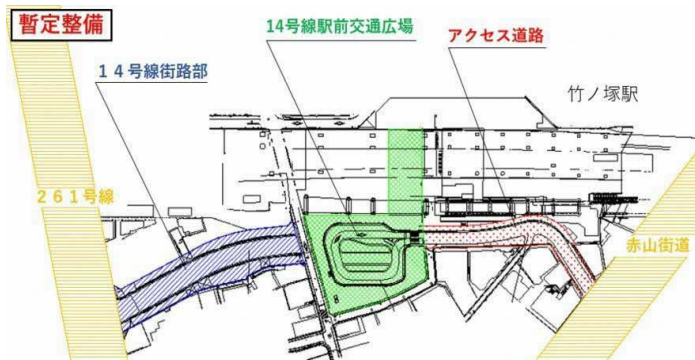 暫定整備
14号線駅前交通広場
アクセス道路
１４号線街路部
竹ノ塚駅
２６１号線
赤山街道